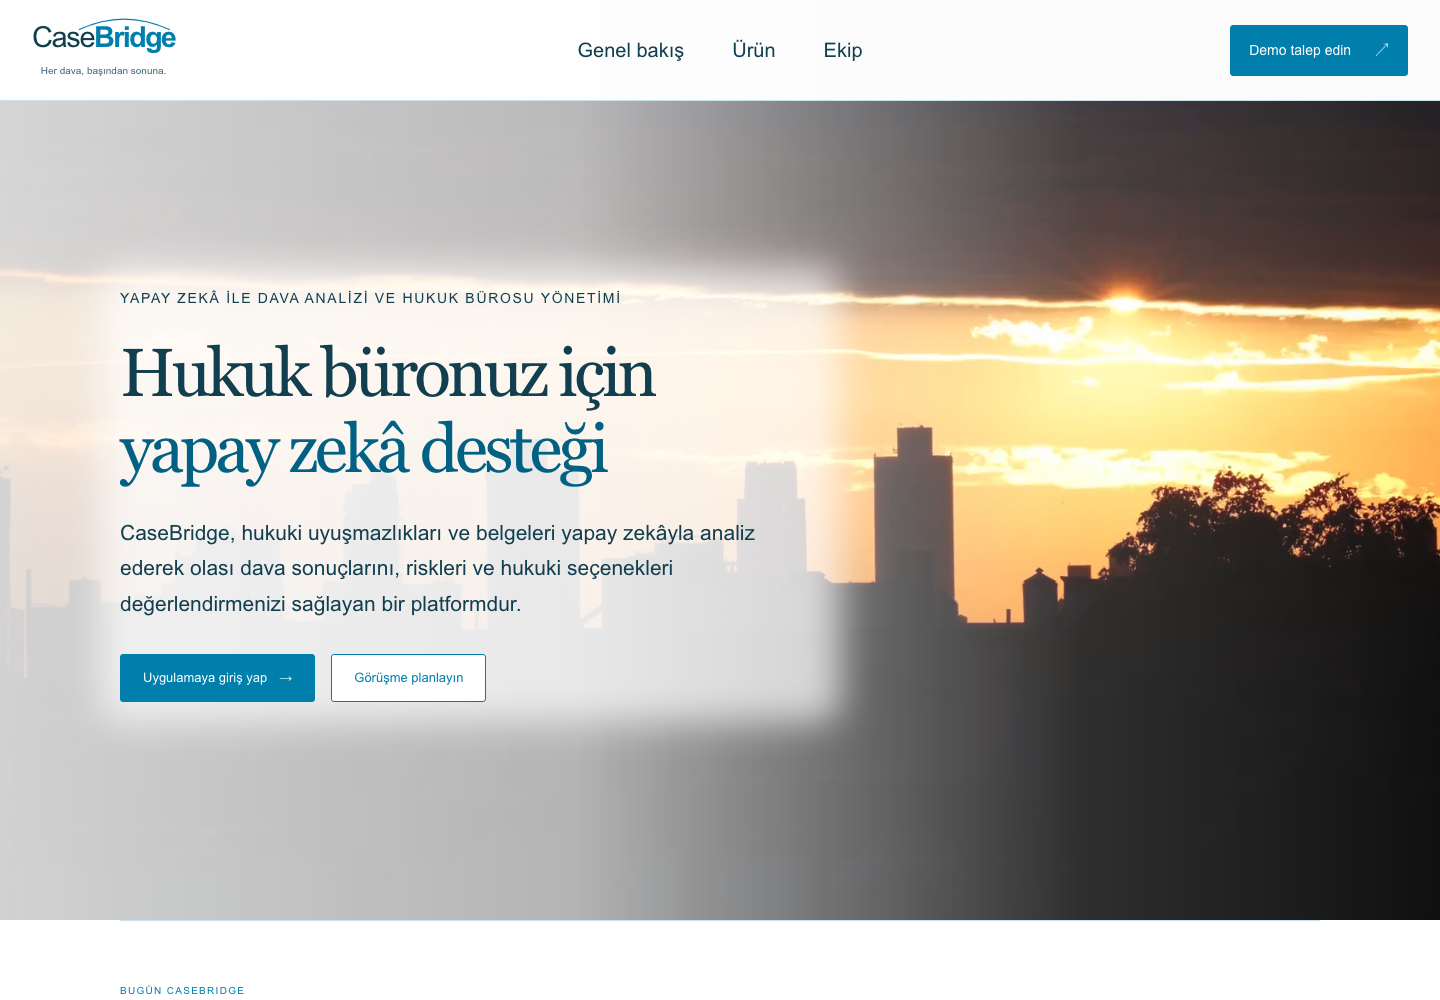 CaseBridge
Her dava, başından sonuna.
Genel bakış
Ürün
Ekip
Demo talep edin
YAPAY ZEKÂ İLE DAVA ANALİZİ VE HUKUK BÜROSU YÖNETİMİ
Hukuk büronuz için
yapay zekâ desteği
CaseBridge, hukuki uyuşmazlıkları ve belgeleri yapay zekâyla analiz
ederek olası dava sonuçlarını, riskleri ve hukuki seçenekleri
değerlendirmenizi sağlayan bir platformdur.
Uygulamaya giriş yap →
Görüşme planlayın
BUGÜN CASEBRIDGE